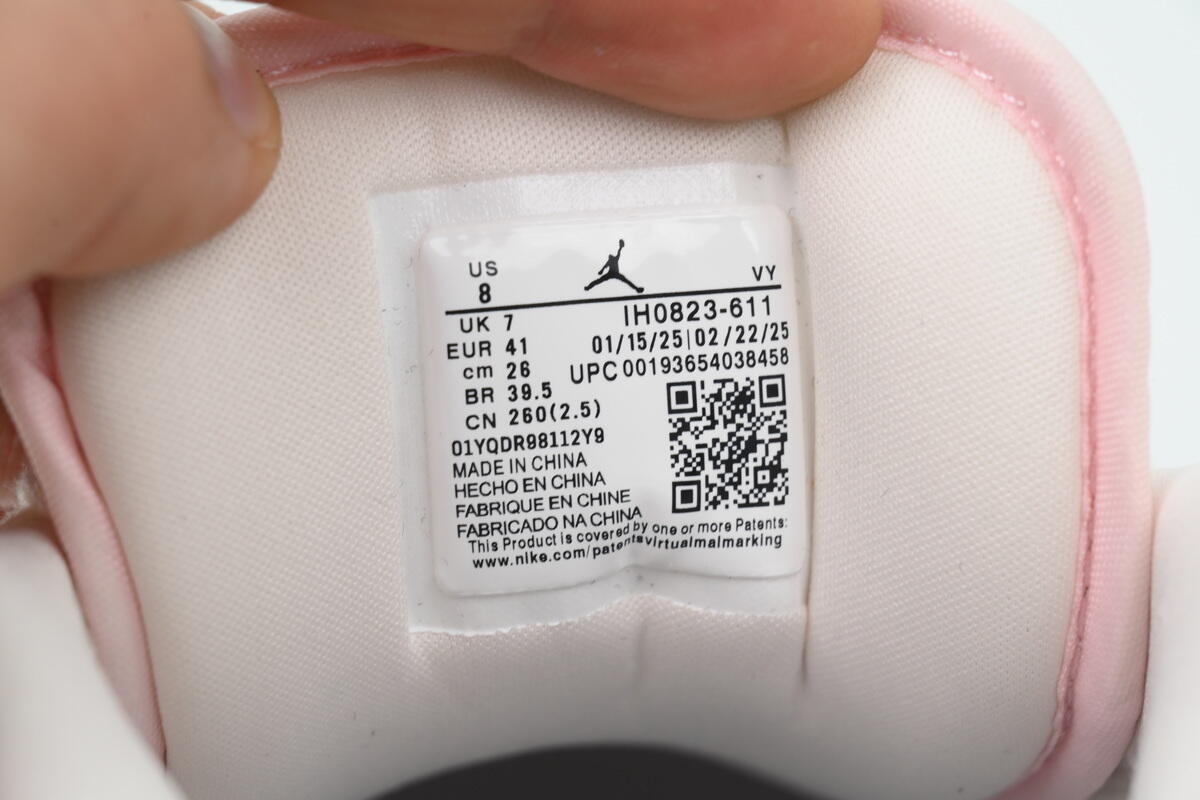 US
8
VY
UK 7
IH0823-611
EUR 41
01/15/25|02/22/25
cm 26
UPC 00193654038458
BR 39.5
CN 260(2.5)
01YQDR98112Y9
MADE IN CHINA
HECHO EN CHINA
FABRIQUE EN CHINE
FABRICADO NA CHINA
This Product is covered by one or more Patents:
www.nike.com/patentsvirtualmalmarking